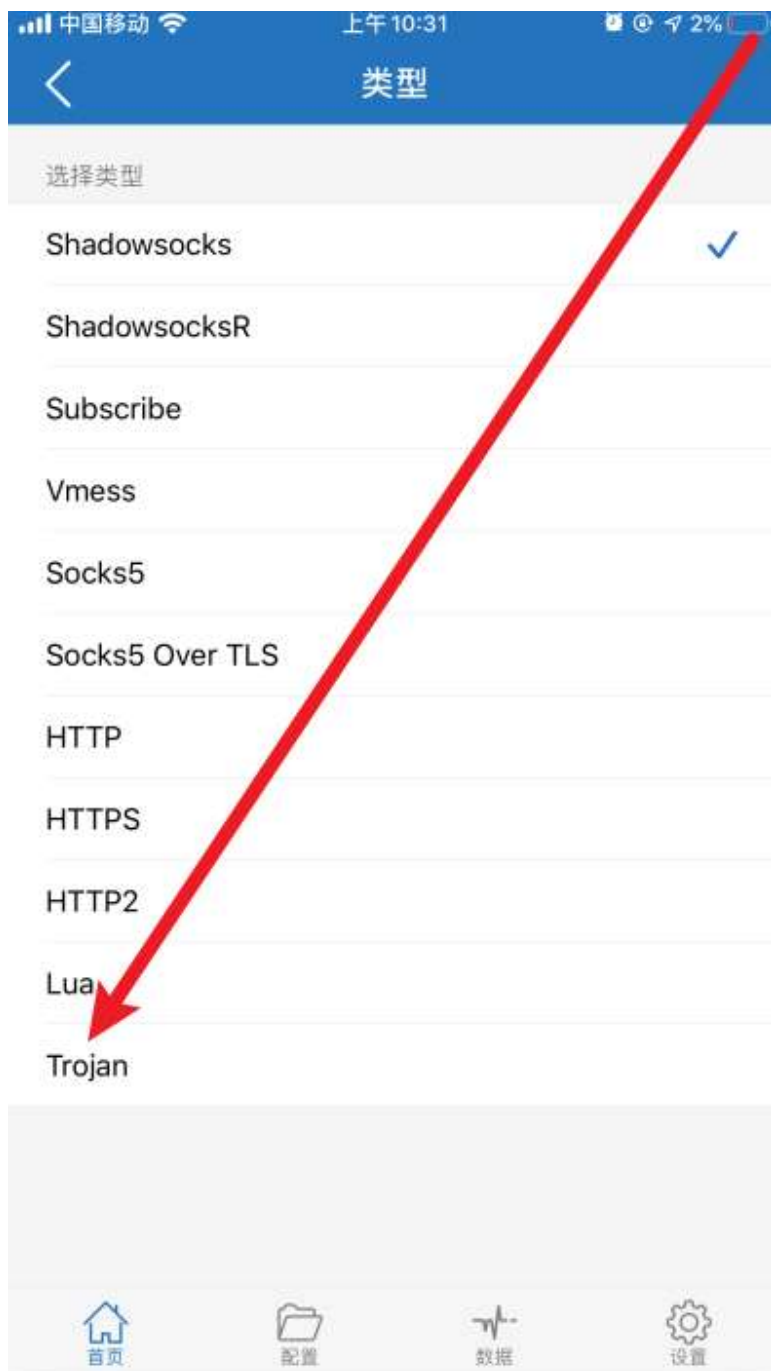 中国移动 上午10:31 2%
类型
选择类型
Shadowsocks
ShadowsocksR
Subscribe
Vmess
Socks5
Socks5 Over TLS
HTTP
HTTPS
HTTP2
Lua
Trojan
首页 配置 数据 设置